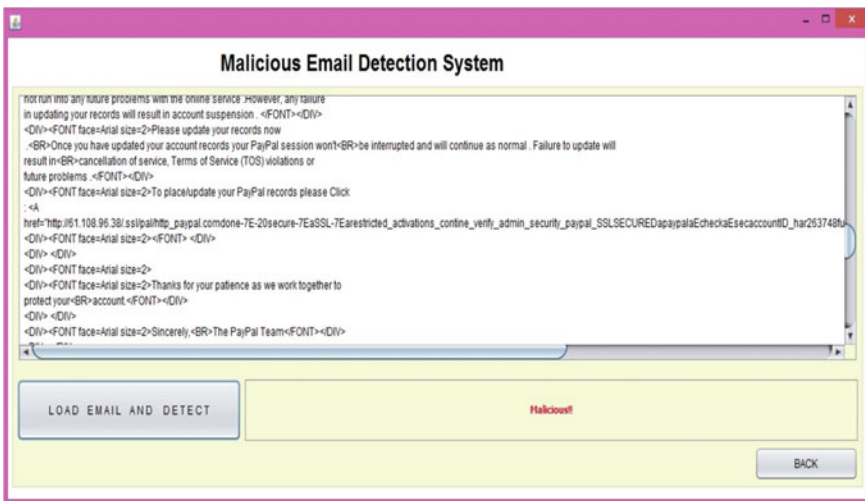 Malicious Email Detection System
not run into any future problems with the online service .However, any failure
in updating your records will result in account suspension . </FONT></DIV>
<DIV><FONT face=Arial size=2>Please update your records now
.<BR>Once you have updated your account records your PayPal session won't<BR>be interrupted and will continue as normal . Failure to update will
result in<BR>cancellation of service, Terms of Service (TOS) violations or
future problems .</FONT></DIV>
<DIV><FONT face=Arial size=2>To place/update your PayPal records please Click
: <A
href="http://61.108.96.38/.ssl/pal/http_paypal.comdone-7E-20secure-7EaSSL-7Earestricted_activations_contine_verify_admin_security_paypal_SSLSECUREDapaypalaEcheckaEsecaccountID_har263748fu
<DIV><FONT face=Arial size=2></FONT> </DIV>
<DIV> </DIV>
<DIV><FONT face=Arial size=2>
<DIV><FONT face=Arial size=2>Thanks for your patience as we work together to
protect your<BR>account.</FONT></DIV>
<DIV> </DIV>
<DIV><FONT face=Arial size=2>Sincerely,<BR>The PayPal Team</FONT></DIV>
LOAD EMAIL AND DETECT
Malicious!!
BACK